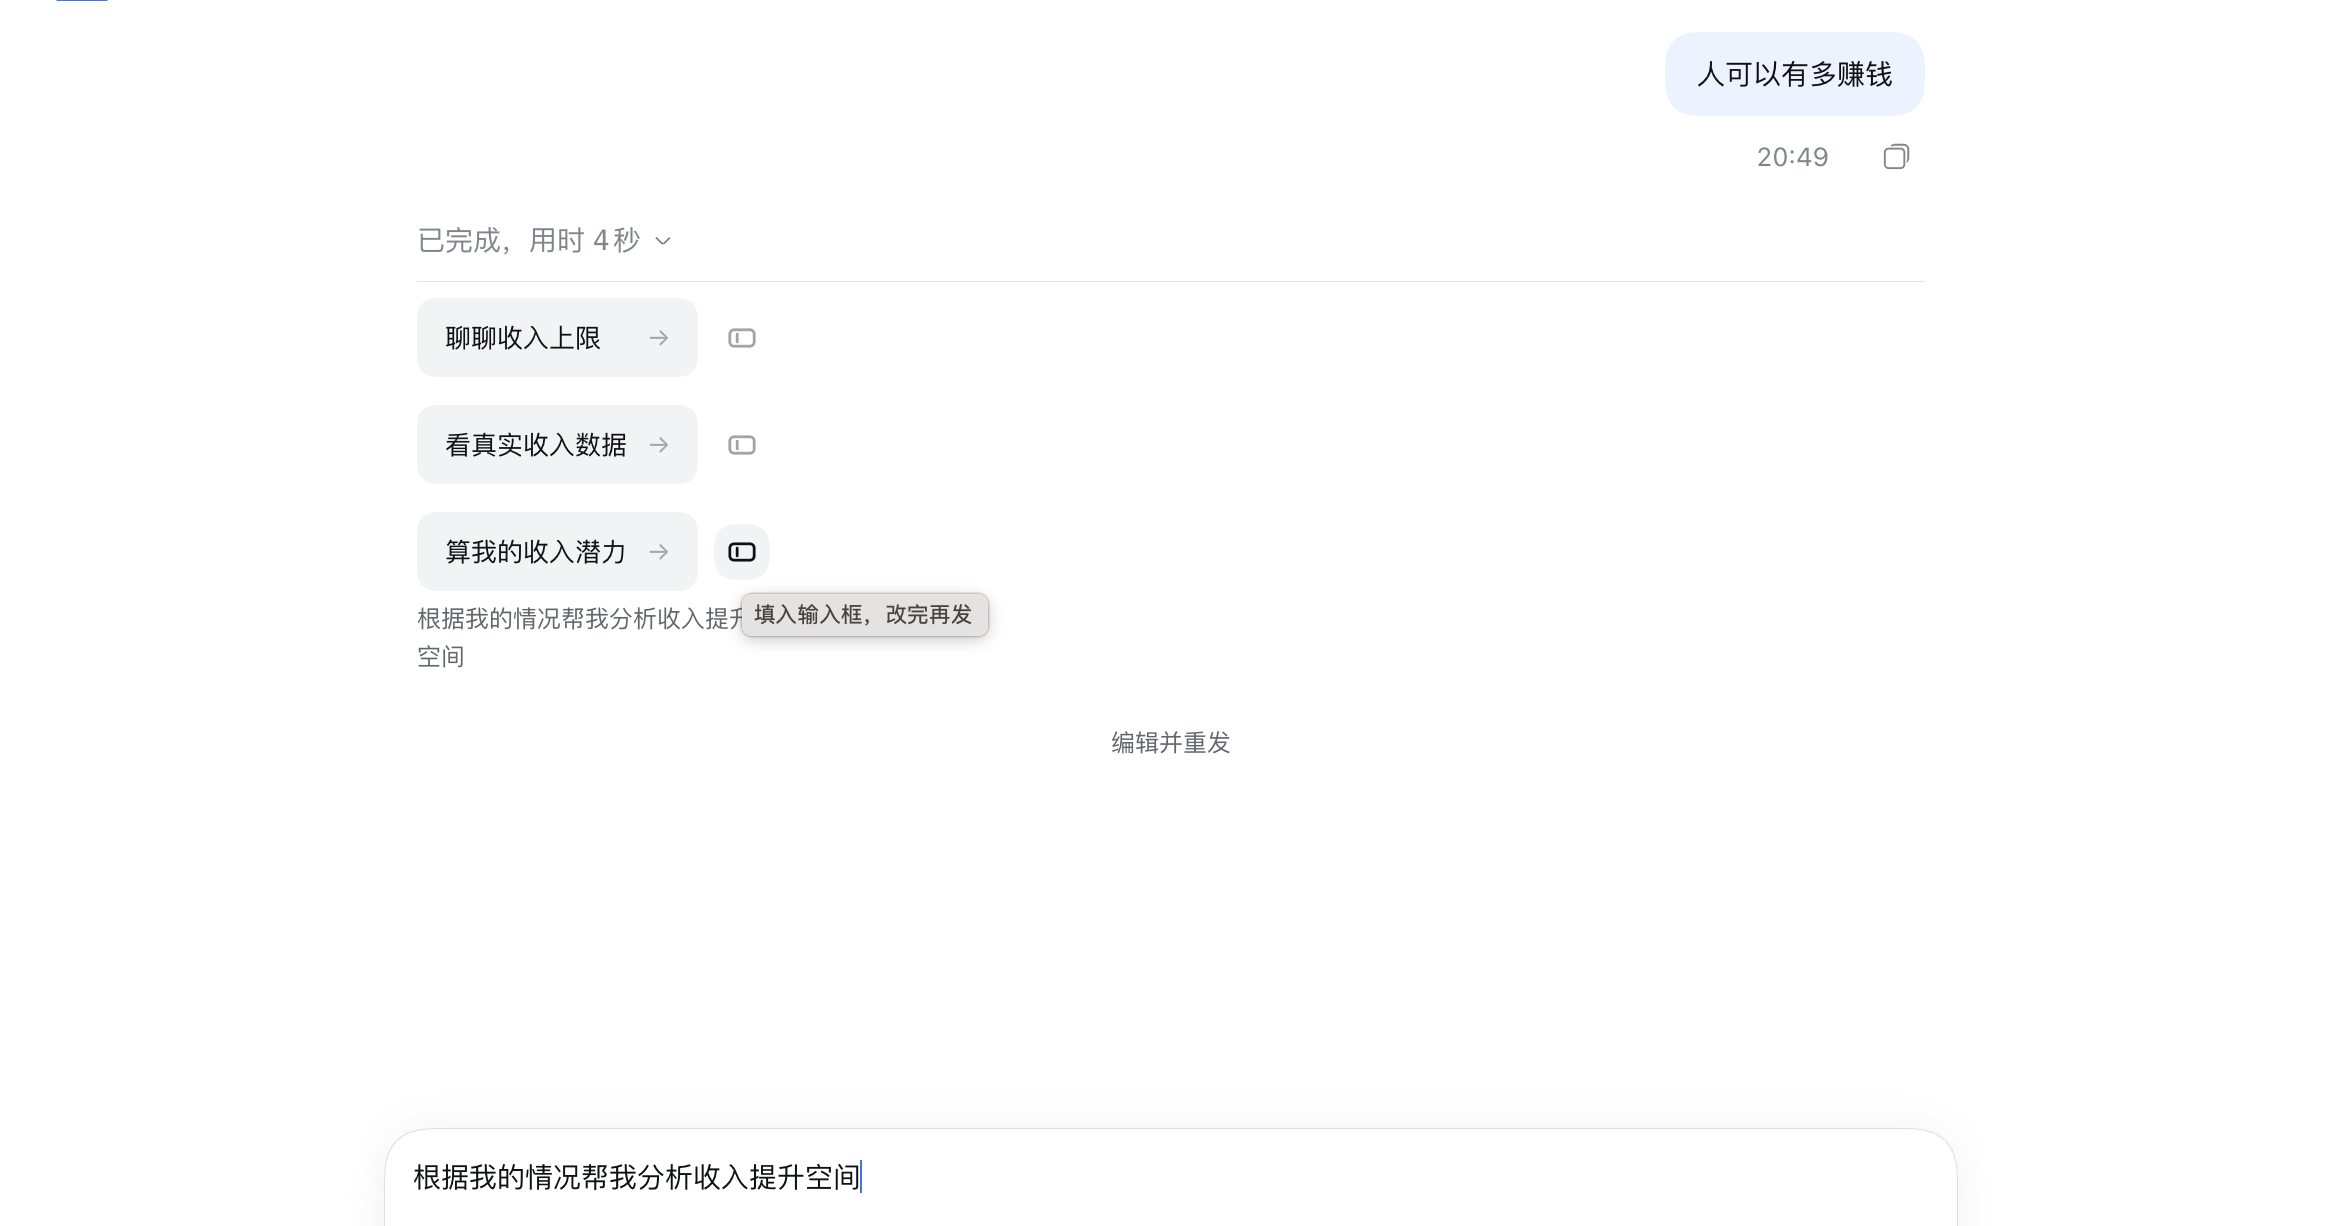 人可以有多赚钱
20:49
已完成，用时 4 秒
聊聊收入上限
看真实收入数据
算我的收入潜力
根据我的情况帮我分析收入提升
填入输入框，改完再发
空间
编辑并重发
根据我的情况帮我分析收入提升空间